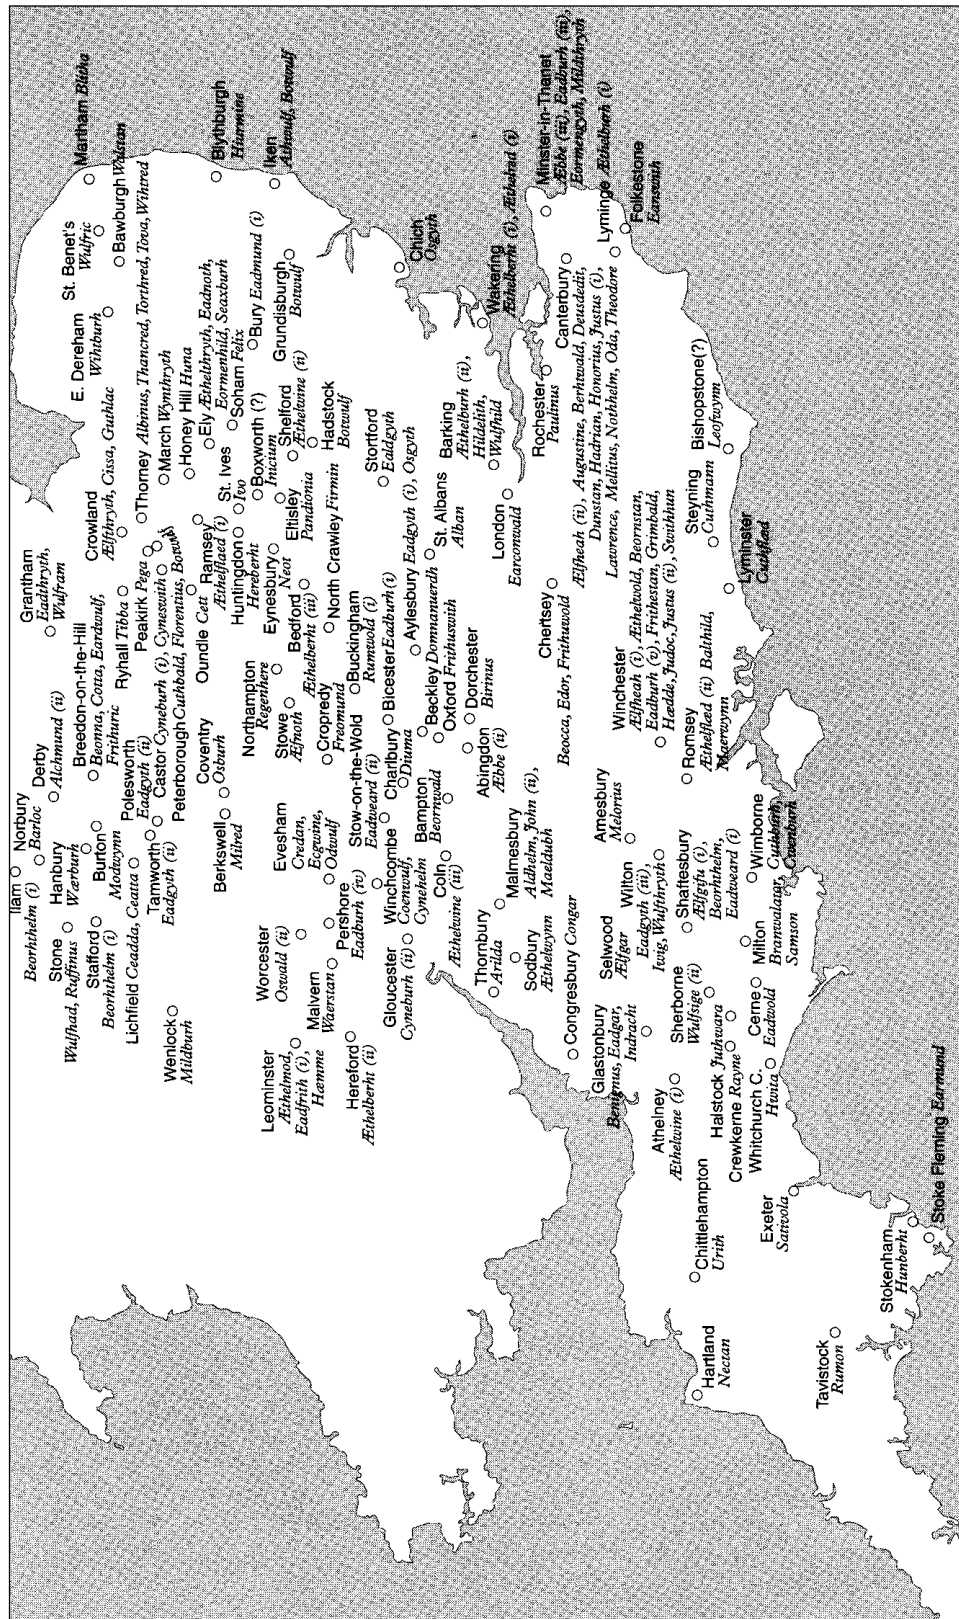 Ilam
Beorhthelm (i)
Norbury
Barloc
Stone
Wulfhad, Ruffinus
Hanbury
Wærburh
Derby
Alchmund (ii)
Stafford
Beorhthelm (i)
Burton
Modwynn
Breedon-on-the-Hill
Beonna, Cotta, Eardwulf,
Frithuric
Grantham
Eadbryth,
Wulfram
Lichfield Ceadda, Ceatta
Polesworth
Eadgyth (ii)
Tamworth
Eadgyth (ii)
Wenlock
Mildburh
Ryhall Tibba
Crowland
Ælfthryth, Cissa, Guthlac
Peakirk Pega
Castor Cyneburh (i), Cyneswith
Peterborough Cuthbald, Florentius, Botwulf
Thorney Albinus, Thancred, Torthred, Tova, Wihtred
E. Dereham
Wihtburh
St. Benet's
Wulfric
Martham Blitha
Bawburgh Walstan
March Wynthryth
Honey Hill Huna
Ely Æthelthryth, Eadnoth,
Eormenhild, Seaxburh
Soham Felix
Bury Eadmund (i)
Blythburgh
Hiurmine
Iken
Athewulf, Botwulf
Grundisburgh
Botwulf
Coventry
Osburh
Berkswell
Milred
Oundle Cett
Ramsey
Æthelflaed (i)
St. Ives
Ivo
Huntingdon
Hereberht
Boxworth (?)
Inicum
Eynesbury
Neot
Eltisley
Pandonia
Shelford
Æthelwine (ii)
Hadstock
Botwulf
Northampton
Regenhere
Stowe
Ælfnoth
Bedford
Æthelberht (iii)
North Crawley Firmin
Worcester
Oswald (ii)
Evesham
Credan,
Ecgwine,
Odwulf
Cropredy
Freomund
Buckingham
Rumwold (i)
Leominster
Æthelmod,
Eadfrith (i),
Hæmme
Malvern
Waerstan
Pershore
Eadburh (iv)
Stow-on-the-Wold
Eadweard (ii)
Bicester Eadburh (i)
Stortford
Ealdgyth
Chich
Osgyth
Hereford
Æthelberht (ii)
Gloucester
Cyneburh (ii)
Winchcombe
Coenwulf,
Cynehelm
Charlbury
Diuma
Aylesbury Eadgyth (i), Osgyth
Beckley Donnanuerdh
St. Albans
Alban
Bampton
Beornwald
Oxford Frithuswith
Coln
Æthelwine (iii)
Dorchester
Birinus
Abingdon
Æbbe (ii)
Barking
Æthelburh (ii),
Hildelith,
Wulfhild
Wakering
Æthelberht (i), Æthelred (i)
London
Earconwald
Thornbury
Arilda
Malmesbury
Aldhelm, John (ii),
Maeldubh
Sodbury
Æthelwynn
Chertsey
Beocca, Edor, Frithuwold
Rochester
Paulinus
Canterbury
Ælfheah (ii), Augustine, Berhtwald, Deusdedit,
Dunstan, Hadrian, Honorius, Justus (i),
Lawrence, Mellitus, Nothhelm, Oda, Theodore
Minster-in-Thanet
Æbbe (iii), Eadburh (iii),
Eormengyth, Mildthryth
Lyminge Æthelburh (i)
Folkestone
Eanswith
Congresbury Congar
Glastonbury
Benignus, Eadgar,
Indracht
Selwood
Ælfgar
Amesbury
Melorius
Wilton
Eadgyth (iii),
Iwig, Wulfthryth
Winchester
Ælfheah (i), Æthelwold, Beornstan,
Eadburh (v), Frithestan, Grimbald,
Hædde, Judoc, Justus (ii), Swithhun
Athelney
Æthelwine (i)
Sherborne
Wulfsige (ii)
Shaftesbury
Ælfgifu (i),
Beorhthelm,
Eadweard (i)
Romsey
Æthelflæd (ii) Balthild,
Maerwynn
Steyning
Cuthmann
Bishopstone(?)
Leofwynn
Lyminster
Cuthflæd
Chittlehampton
Urith
Hartland
Nectan
Halstock Juthwara
Crewkerne Rayne
Cerne
Eadwold
Milton
Branwalator,
Samson
Wimborne
Cuthburh,
Cwenburh
Whitchurch C.
Hwita
Exeter
Sativola
Tavistock
Rumon
Stokenham
Hunberht
Stoke Fleming Earmund